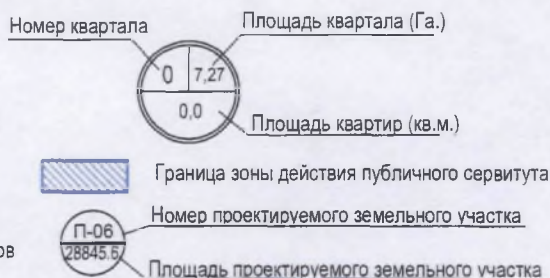 Номер квартала
Площадь квартала (Га.)
0
7,27
0,0
Площадь квартир (кв.м.)
Граница зоны действия публичного сервитута
Номер проектируемого земельного участка
П-06
ов
28845.6
Площадь проектируемого земельного участка